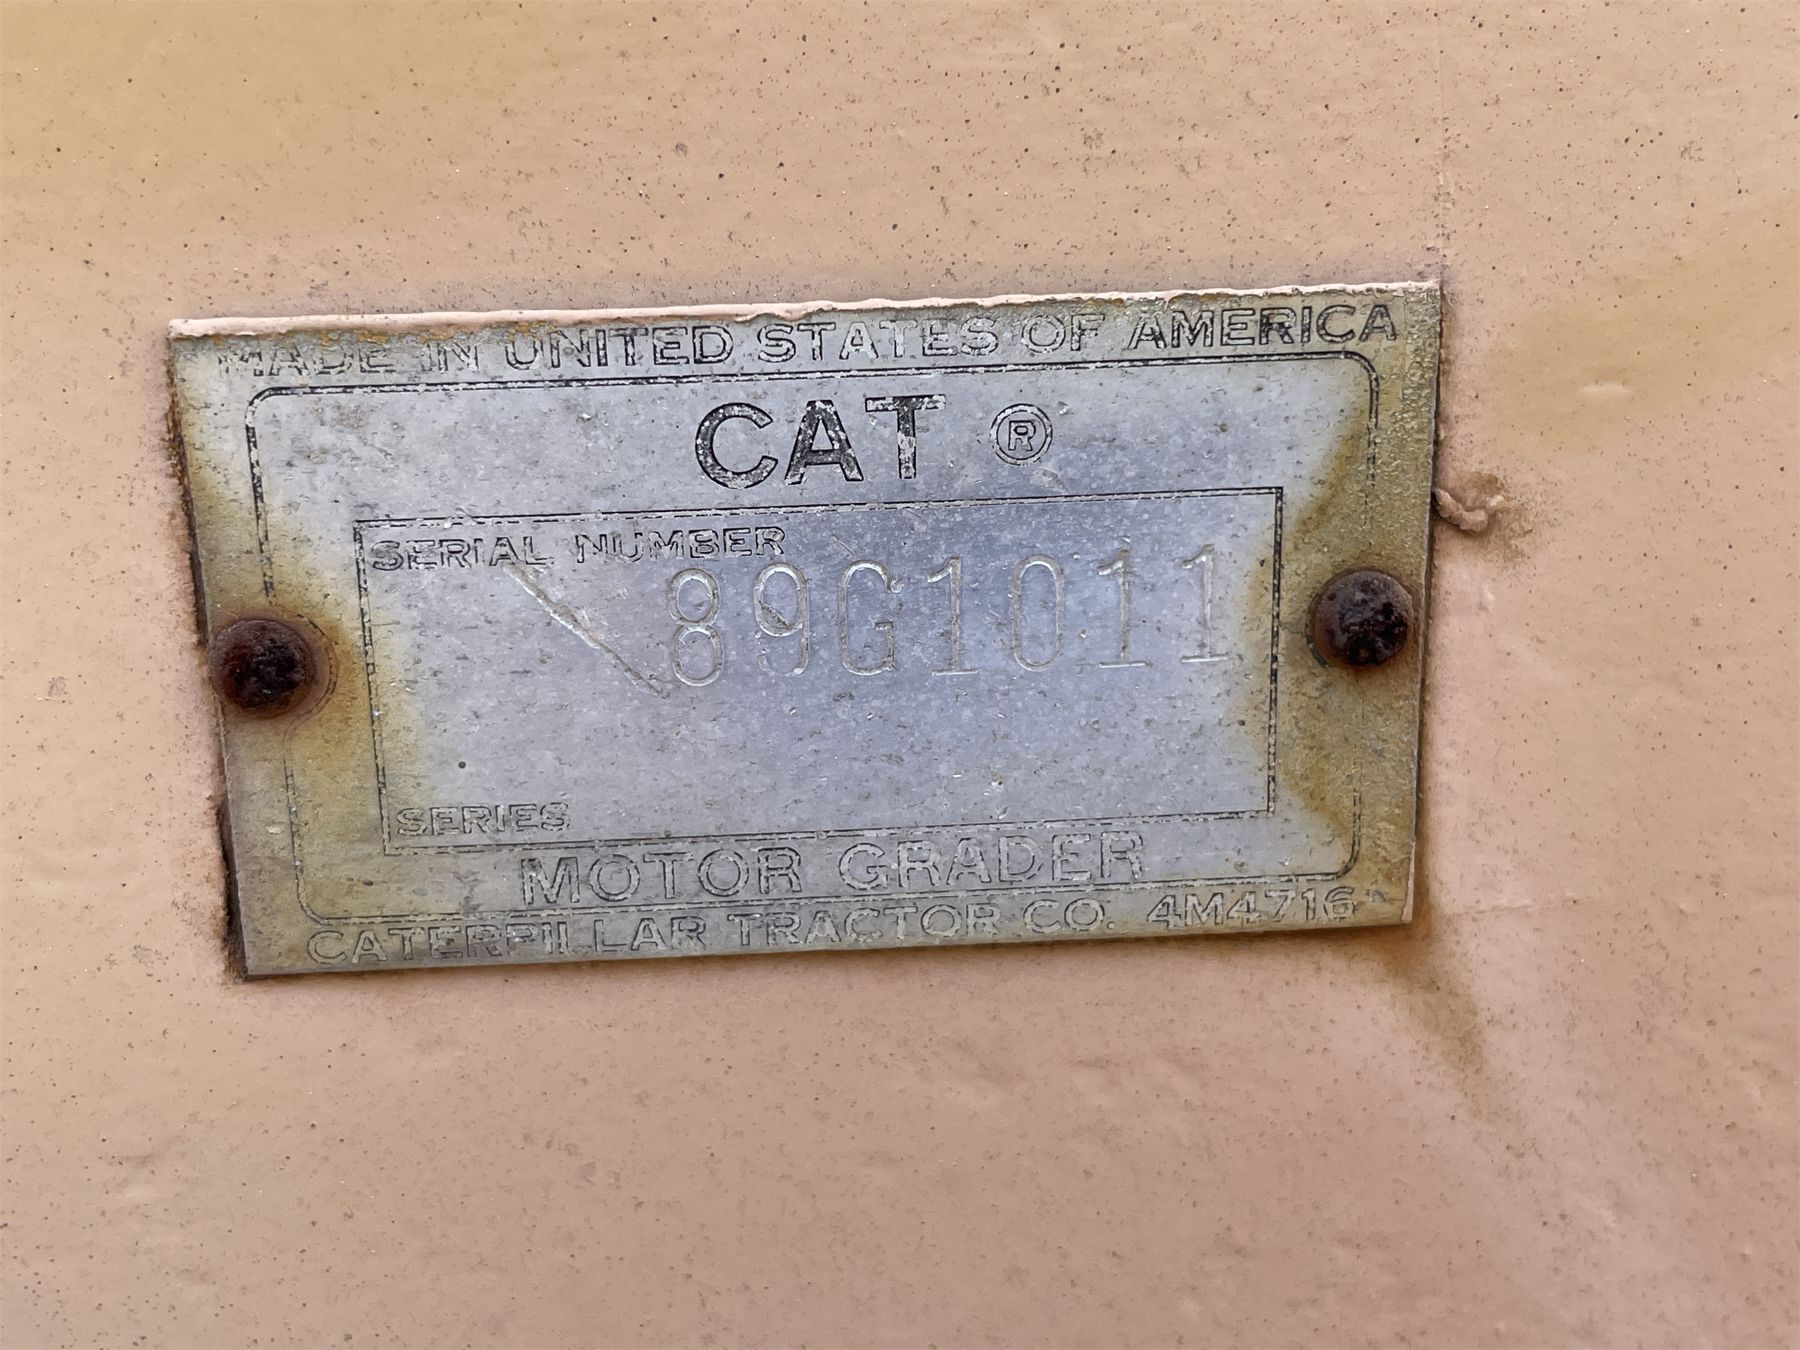 MADE IN UNITED STATES OF AMERICA
CAT ®
SERIAL NUMBER
89G1011
SERIES
MOTOR GRADER
CATERPILLAR TRACTOR CO. 4M4716